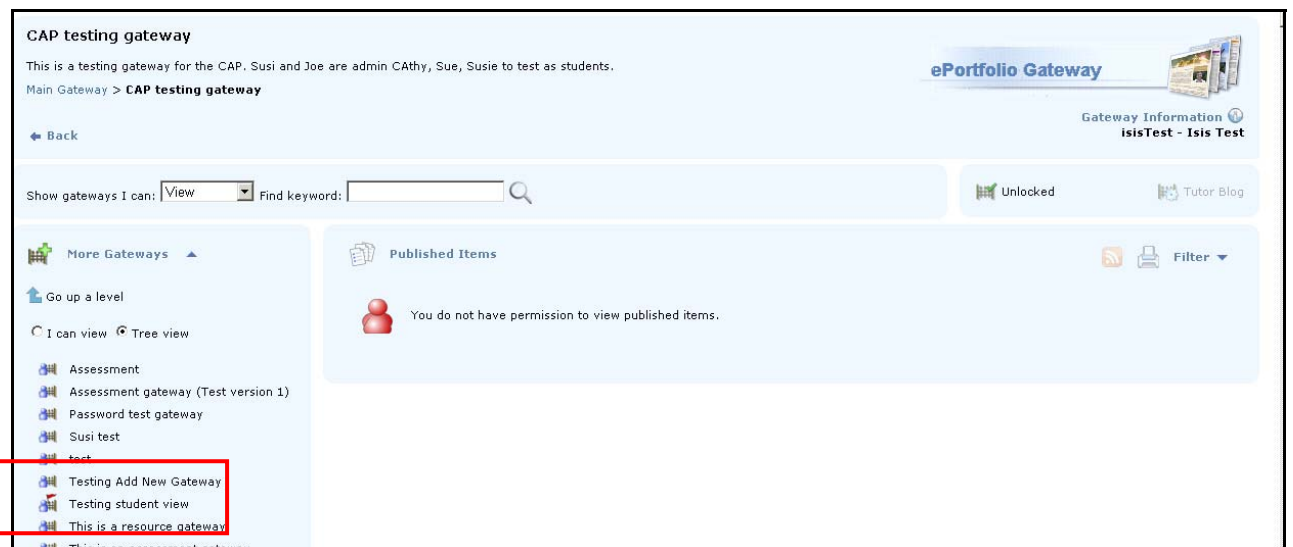 CAP testing gateway
This is a testing gateway for the CAP. Susi and Joe are admin CAthy, Sue, Susie to test as students.
Main Gateway > CAP testing gateway
Back
ePortfolio Gateway
Gateway Information
isisTest - Isis Test
Show gateways I can: View Find keyword:
Unlocked
Tutor Blog
More Gateways
Go up a level
I can view Tree view
Assessment
Assessment gateway (Test version 1)
Password test gateway
Susi test
test
Testing Add New Gateway
Testing student view
This is a resource gateway
Published Items
Filter
You do not have permission to view published items.